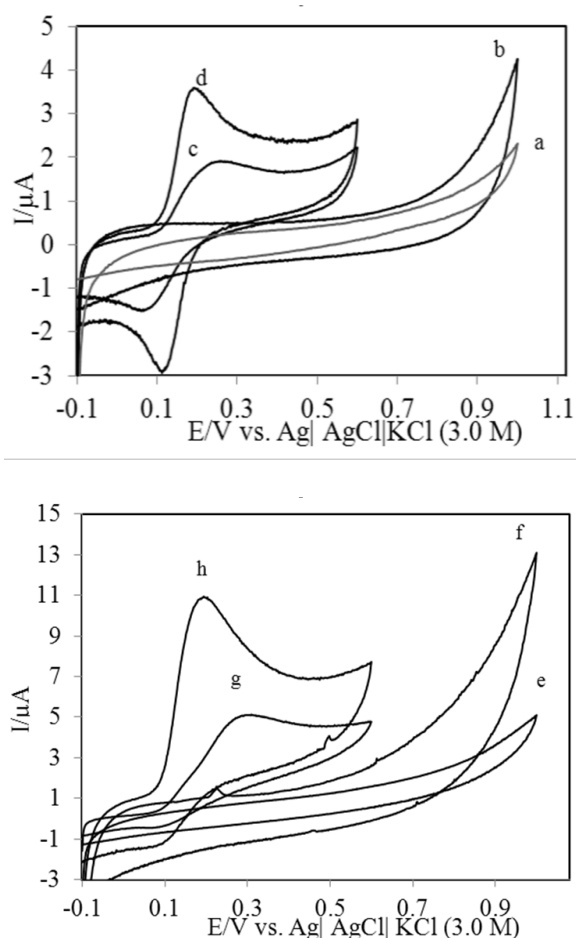 5
4
3
2
1
0
-1
-2
-3
I/µA
d
c
b
a
-0.1 0.1 0.3 0.5 0.7 0.9 1.1
E/V vs. Ag| AgCl|KCl (3.0 M)
15
13
11
9
7
5
3
1
-1
-3
I/µA
h
g
f
e
-0.1 0.1 0.3 0.5 0.7 0.9
E/V vs. Ag| AgCl| KCl (3.0 M)